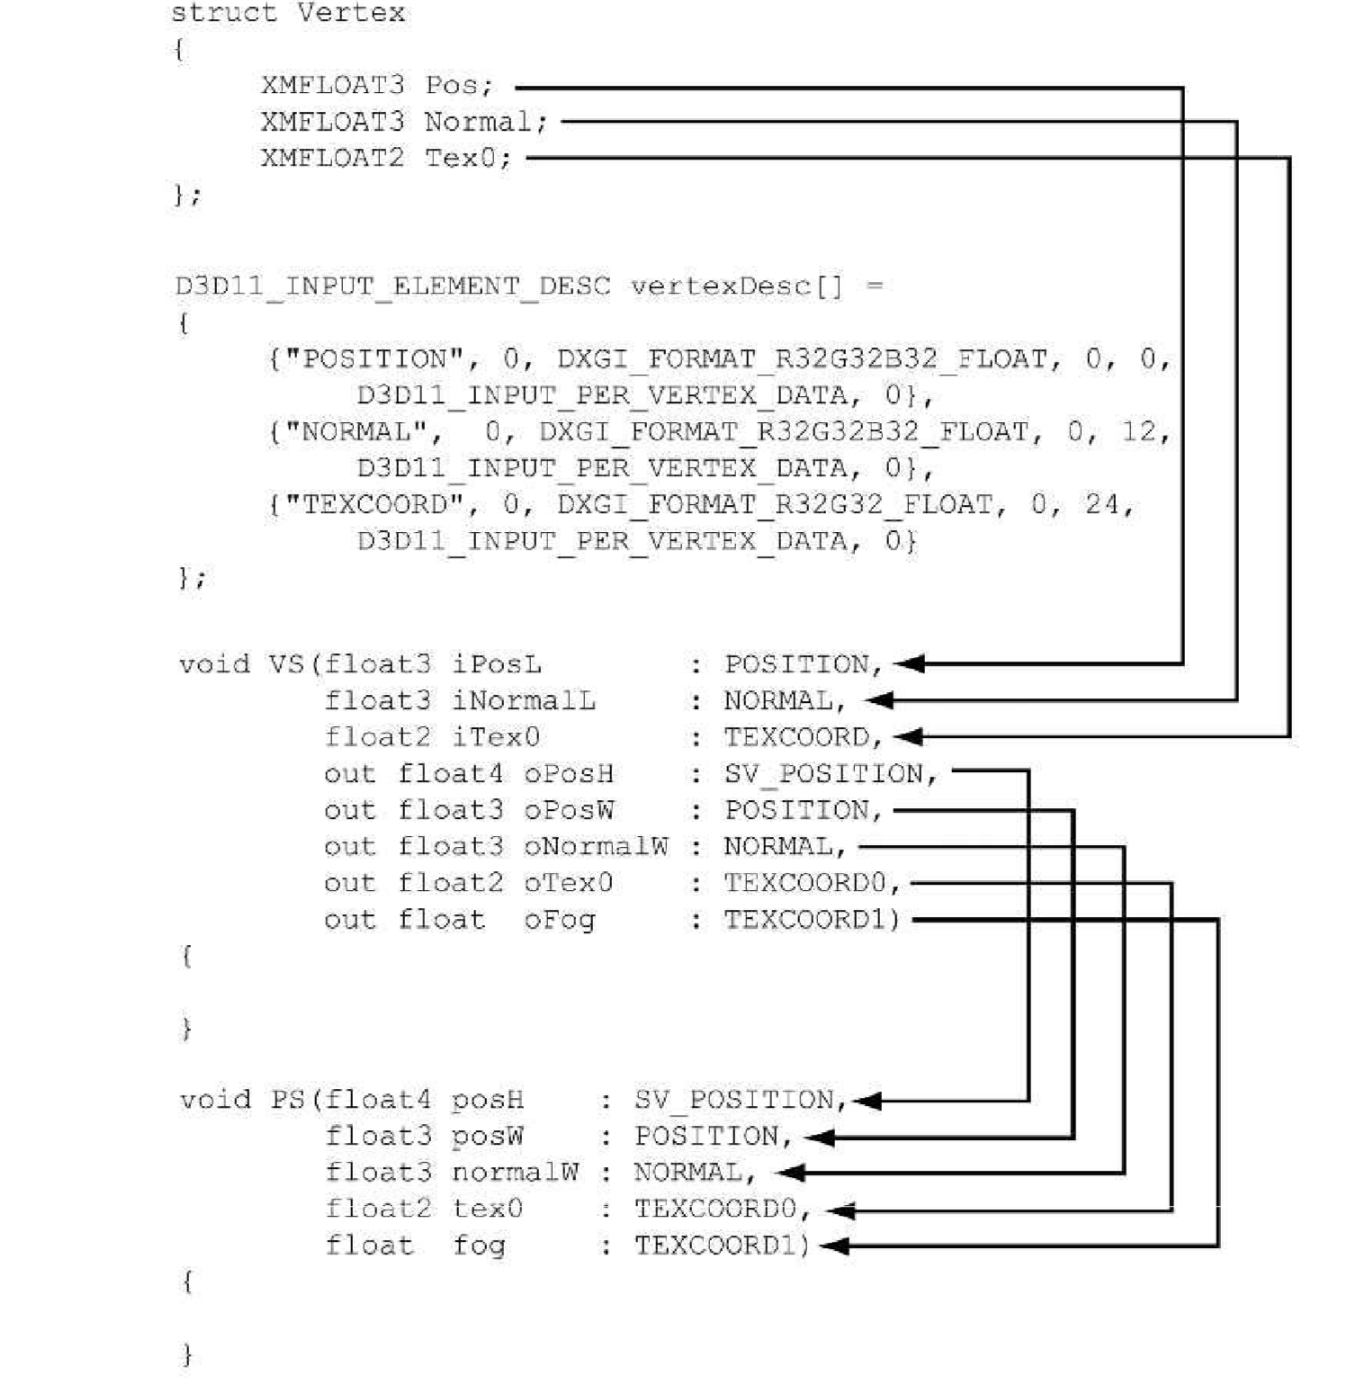 struct Vertex
{
XMFLOAT3 Pos;
XMFLOAT3 Normal;
XMFLOAT2 Tex0;
};
D3D11_INPUT_ELEMENT_DESC vertexDesc[] =
{
{"POSITION", 0, DXGI_FORMAT_R32G32B32_FLOAT, 0, 0,
D3D11_INPUT_PER_VERTEX_DATA, 0},
{"NORMAL", 0, DXGI_FORMAT_R32G32B32_FLOAT, 0, 12,
D3D11_INPUT_PER_VERTEX_DATA, 0},
{"TEXCOORD", 0, DXGI_FORMAT_R32G32_FLOAT, 0, 24,
D3D11_INPUT_PER_VERTEX_DATA, 0}
};
void VS(float3 iPosL : POSITION,
float3 iNormalL : NORMAL,
float2 iTex0 : TEXCOORD,
out float4 oPosH : SV_POSITION,
out float3 oPosW : POSITION,
out float3 oNormalW : NORMAL,
out float2 oTex0 : TEXCOORD0,
out float oFog : TEXCOORD1)
{
}
void PS(float4 posH : SV_POSITION,
float3 posW : POSITION,
float3 normalW : NORMAL,
float2 tex0 : TEXCOORD0,
float fog : TEXCOORD1)
{
}